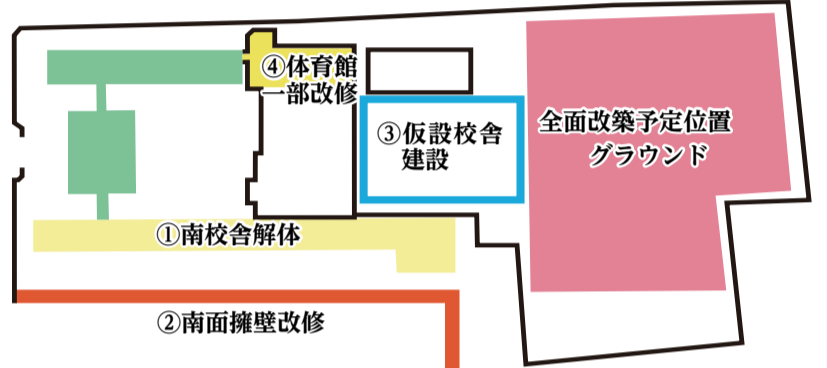 ④体育館
一部改修
③仮設校舎
建設
全面改築予定位置
グラウンド
①南校舎解体
②南面擁壁改修